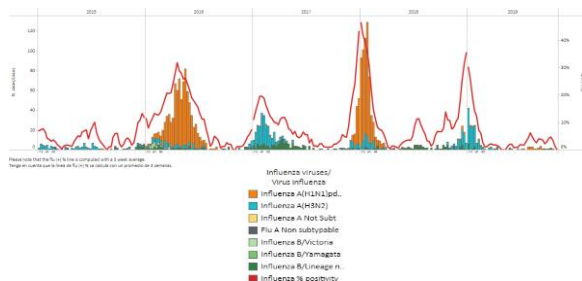 2015 2016 2017 2018 2019
120
100
80
60
40
20
0
40%
30%
20%
10%
0%
Please note that the flu (+) % line is computed with a 3 week average.
Tenga en cuenta que la linea de flu (+) % se calcula con un promedio de 3 semanas.
Influenza viruses/
Virus influenza
Influenza A(H1N1)pd..
Influenza A(H3N2)
Influenza A Not Subt
Flu A Non subtypable
Influenza B/Victoria
Influenza B/Yamagata
Influenza B/Lineage n..
Influenza % positivity